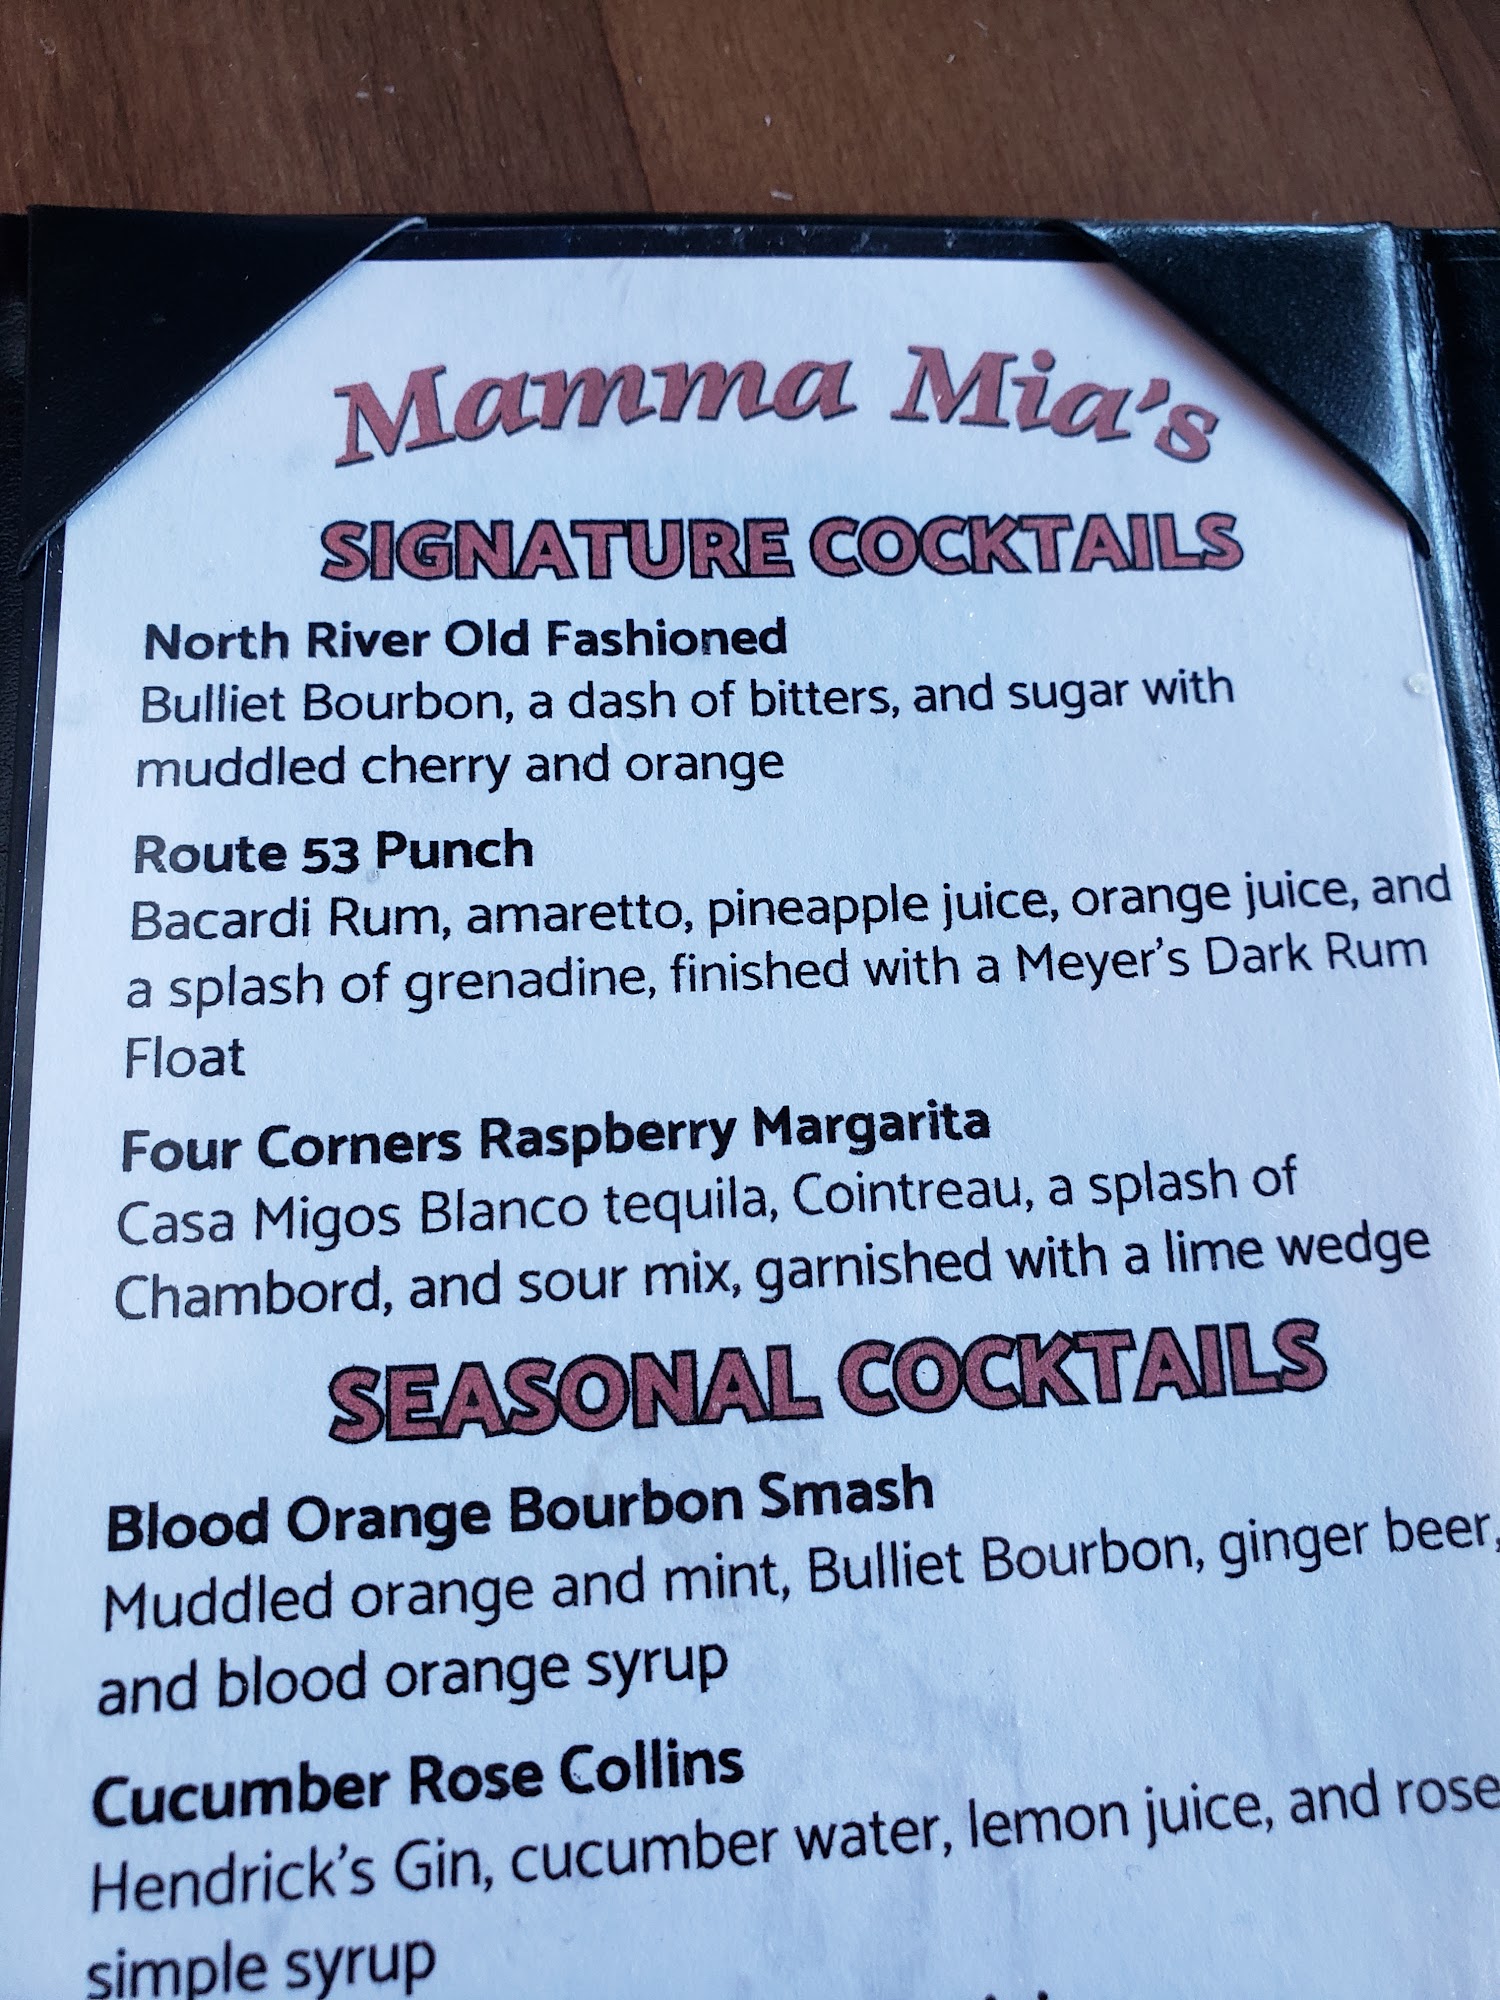 Mamma Mia's
SIGNATURE COCKTAILS
North River Old Fashioned
Bulliet Bourbon, a dash of bitters, and sugar with
muddled cherry and orange
Route 53 Punch
Bacardi Rum, amaretto, pineapple juice, orange juice, and
a splash of grenadine, finished with a Meyer's Dark Rum
Float
Four Corners Raspberry Margarita
Casa Migos Blanco tequila, Cointreau, a splash of
Chambord, and sour mix, garnished with a lime wedge
SEASONAL COCKTAILS
Blood Orange Bourbon Smash
Muddled orange and mint, Bulliet Bourbon, ginger beer,
and blood orange syrup
Cucumber Rose Collins
Hendrick's Gin, cucumber water, lemon juice, and rose
simple syrup